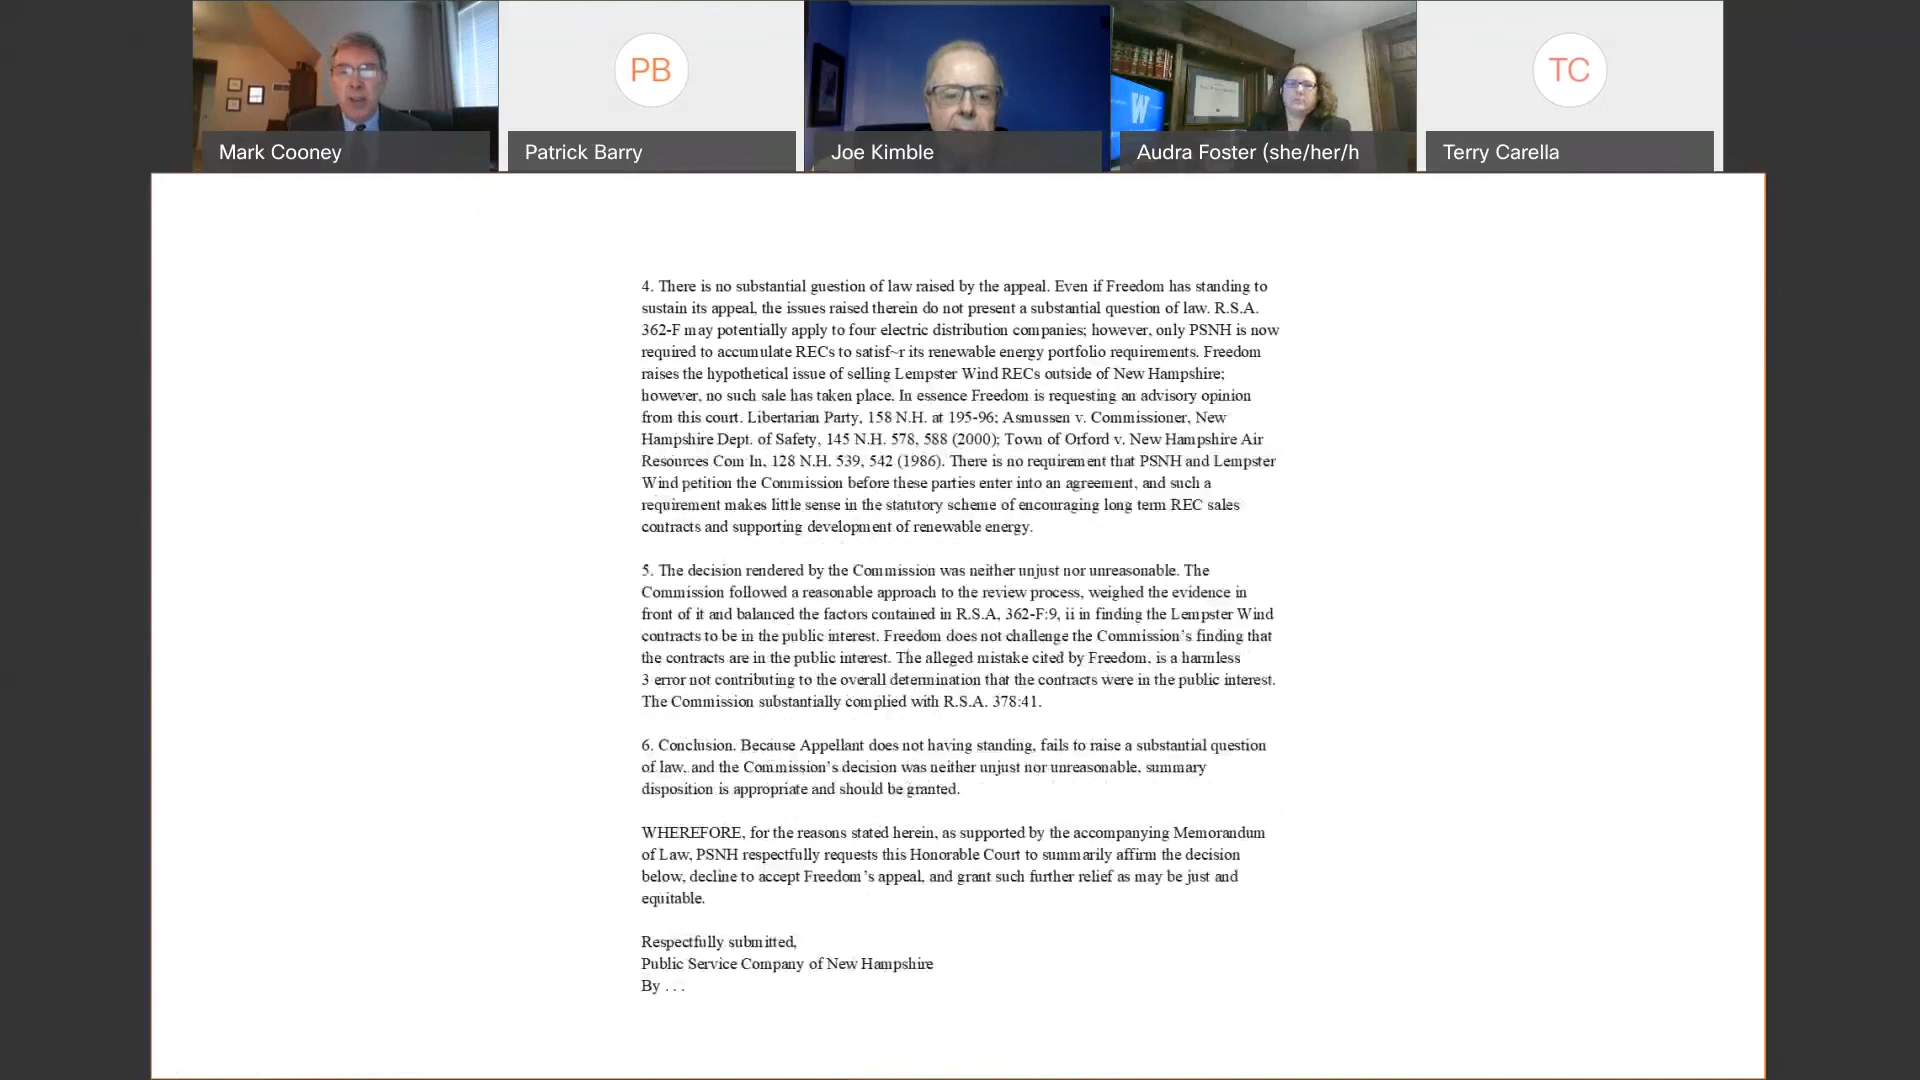 PB
TC
Mark Cooney
Patrick Barry
Joe Kimble
W
Audra Foster (she/her/h
Terry Carella
4. There is no substantial guestion of law raised by the appeal. Even if Freedom has standing to
sustain its appeal, the issues raised therein do not present a substantial question of law. R.S.A.
362-F may potentially apply to four electric distribution companies; however, only PSNH is now
required to accumulate RECs to satisf~r its renewable energy portfolio requirements. Freedom
raises the hypothetical issue of selling Lempster Wind RECs outside of New Hampshire;
however, no such sale has taken place. In essence Freedom is requesting an advisory opinion
from this court. Libertarian Party, 158 N.H. at 195-96; Asmussen v. Commissioner, New
Hampshire Dept. of Safety, 145 N.H. 578, 588 (2000); Town of Orford v. New Hampshire Air
Resources Com In, 128 N.H. 539, 542 (1986). There is no requirement that PSNH and Lempster
Wind petition the Commission before these parties enter into an agreement, and such a
requirement makes little sense in the statutory scheme of encouraging long term REC sales
contracts and supporting development of renewable energy.
5. The decision rendered by the Commission was neither unjust nor unreasonable. The
Commission followed a reasonable approach to the review process, weighed the evidence in
front of it and balanced the factors contained in R.S.A, 362-F:9, ii in finding the Lempster Wind
contracts to be in the public interest. Freedom does not challenge the Commission's finding that
the contracts are in the public interest. The alleged mistake cited by Freedom, is a harmless
3 error not contributing to the overall determination that the contracts were in the public interest.
The Commission substantially complied with R.S.A. 378:41.
6. Conclusion. Because Appellant does not having standing, fails to raise a substantial question
of law, and the Commission's decision was neither unjust nor unreasonable, summary
disposition is appropriate and should be granted.
WHEREFORE, for the reasons stated herein, as supported by the accompanying Memorandum
of Law, PSNH respectfully requests this Honorable Court to summarily affirm the decision
below, decline to accept Freedom's appeal, and grant such further relief as may be just and
equitable.
Respectfully submitted,
Public Service Company of New Hampshire
By . . .